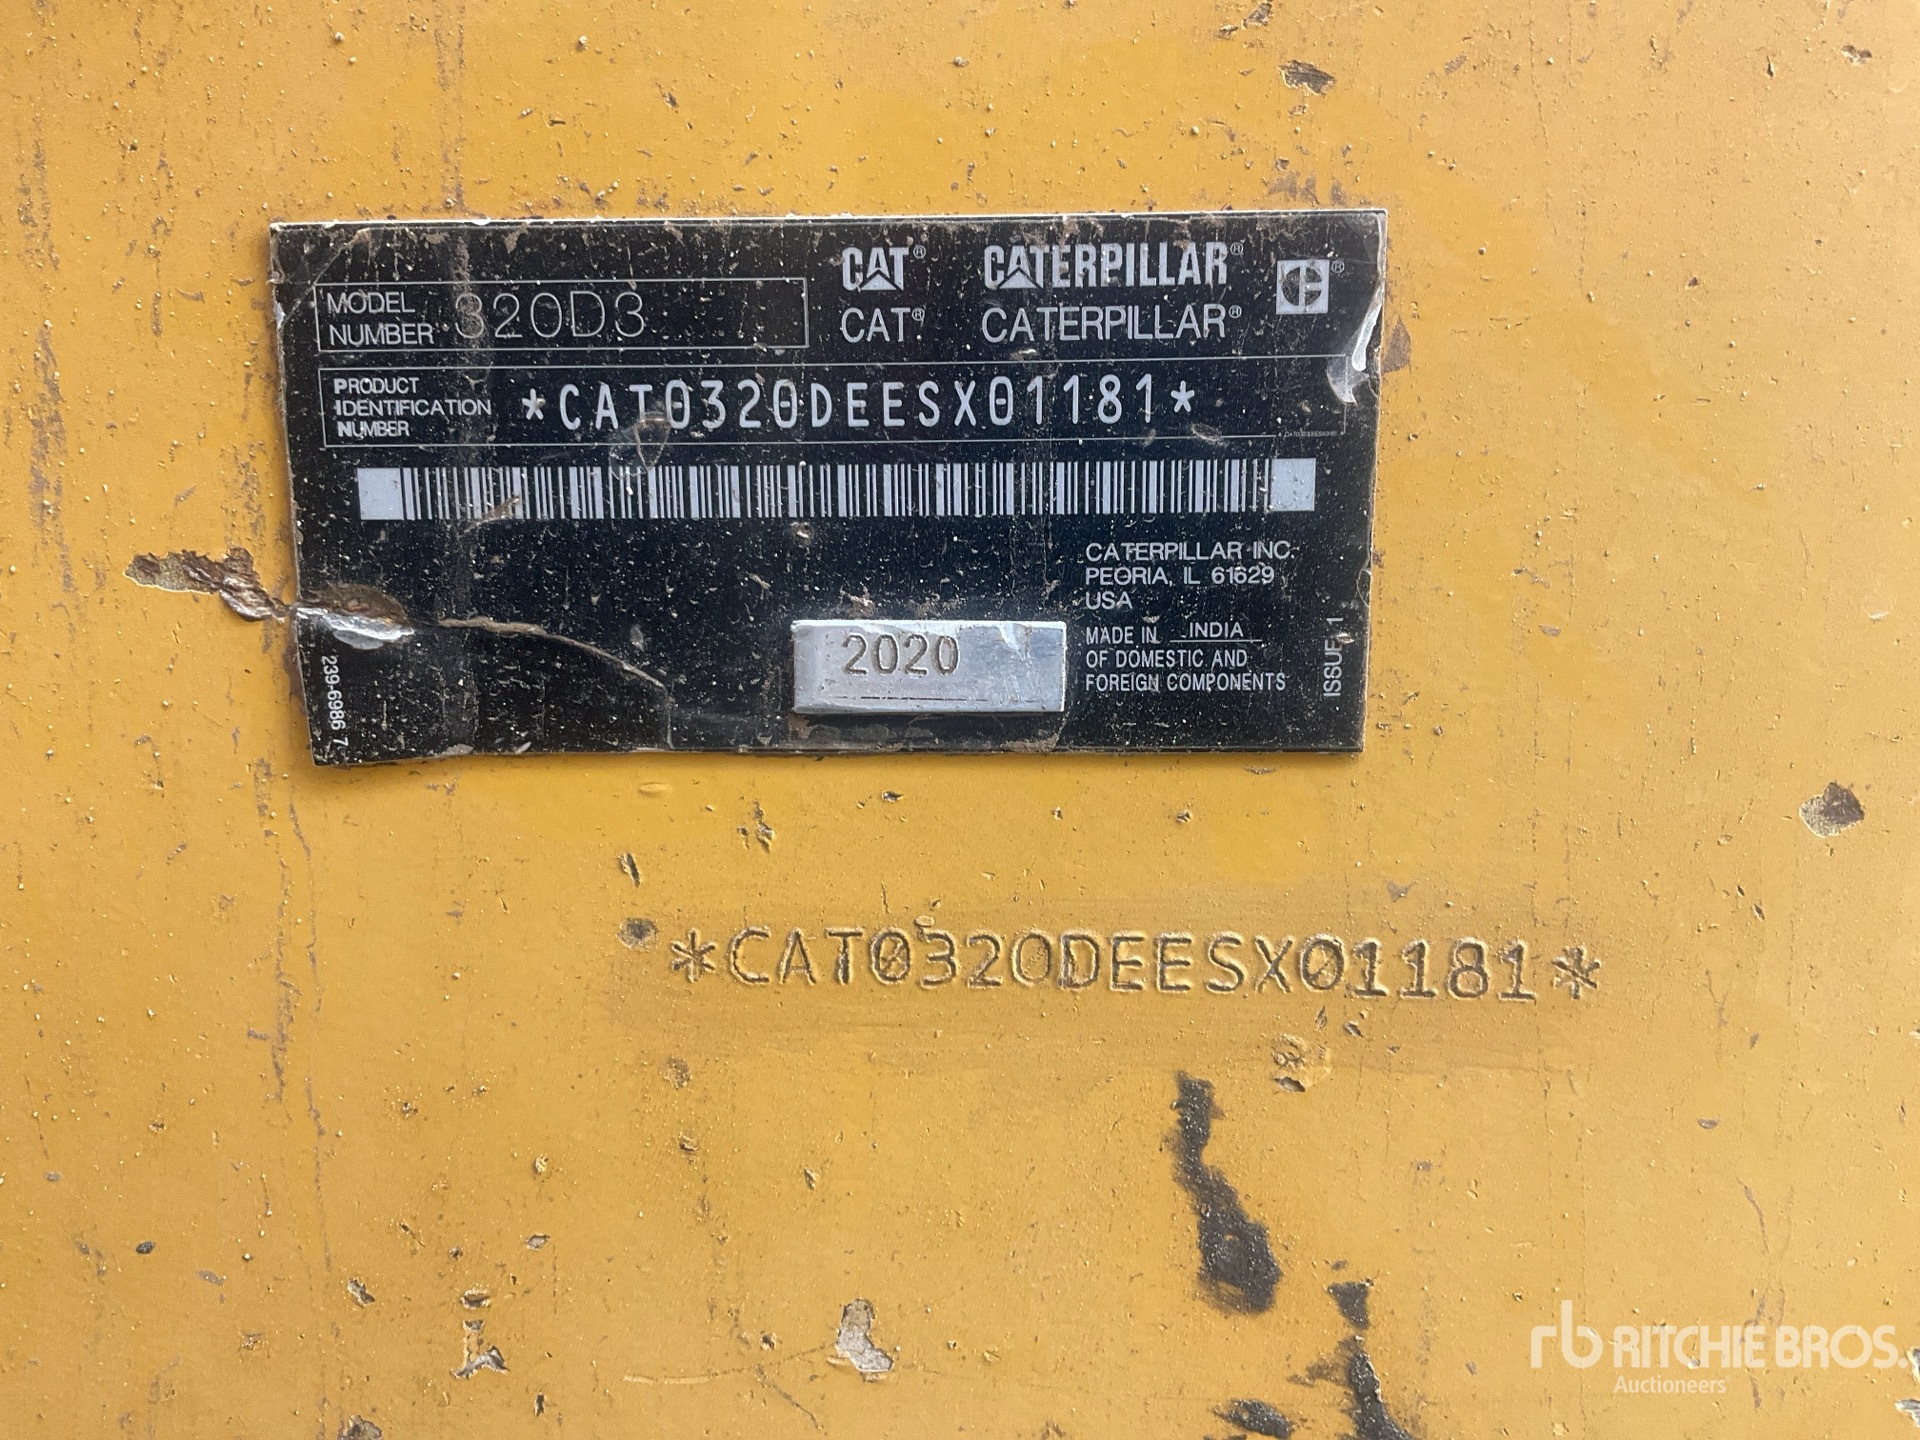 CAT® CATERPILLAR®
MODEL NUMBER 320D3
CAT® CATERPILLAR®
PRODUCT IDENTIFICATION NUMBER *CAT0320DEESX01181*
CATERPILLAR INC.
PEORIA, IL 61629
USA
2020
MADE IN INDIA
OF DOMESTIC AND
FOREIGN COMPONENTS
ISSUE 1
239-6986 7
*CAT0320DEESX01181*
rb RITCHIE BROS.
Auctioneers